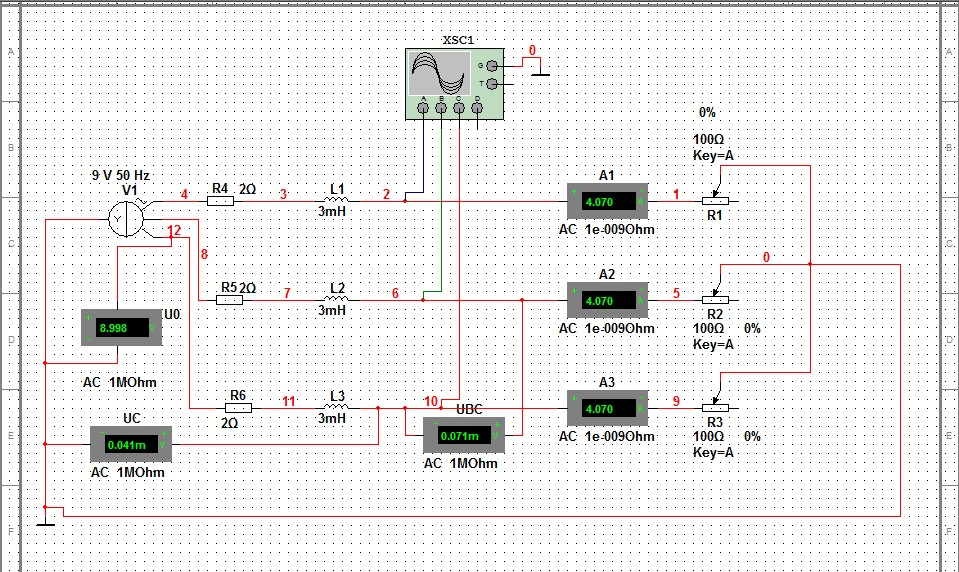 XSC1
0
G
T
A B C D
0%
100Ω
Key=A
9 V 50 Hz
V1
Y
4
R4 2Ω
3
L1
3mH
2
A1
4.070 A
AC 1e-009Ohm
1
R1
12
8
R5 2Ω
7
L2
3mH
6
A2
4.070 A
AC 1e-009Ohm
5
0
R2
100Ω 0%
Key=A
U0
8.998 V
AC 1MOhm
R6
2Ω
11
L3
3mH
10
UBC
0.071m V
AC 1MOhm
A3
4.070 A
AC 1e-009Ohm
9
R3
100Ω 0%
Key=A
UC
0.041m V
AC 1MOhm
A
B
C
D
E
F
A
B
C
D
E
F